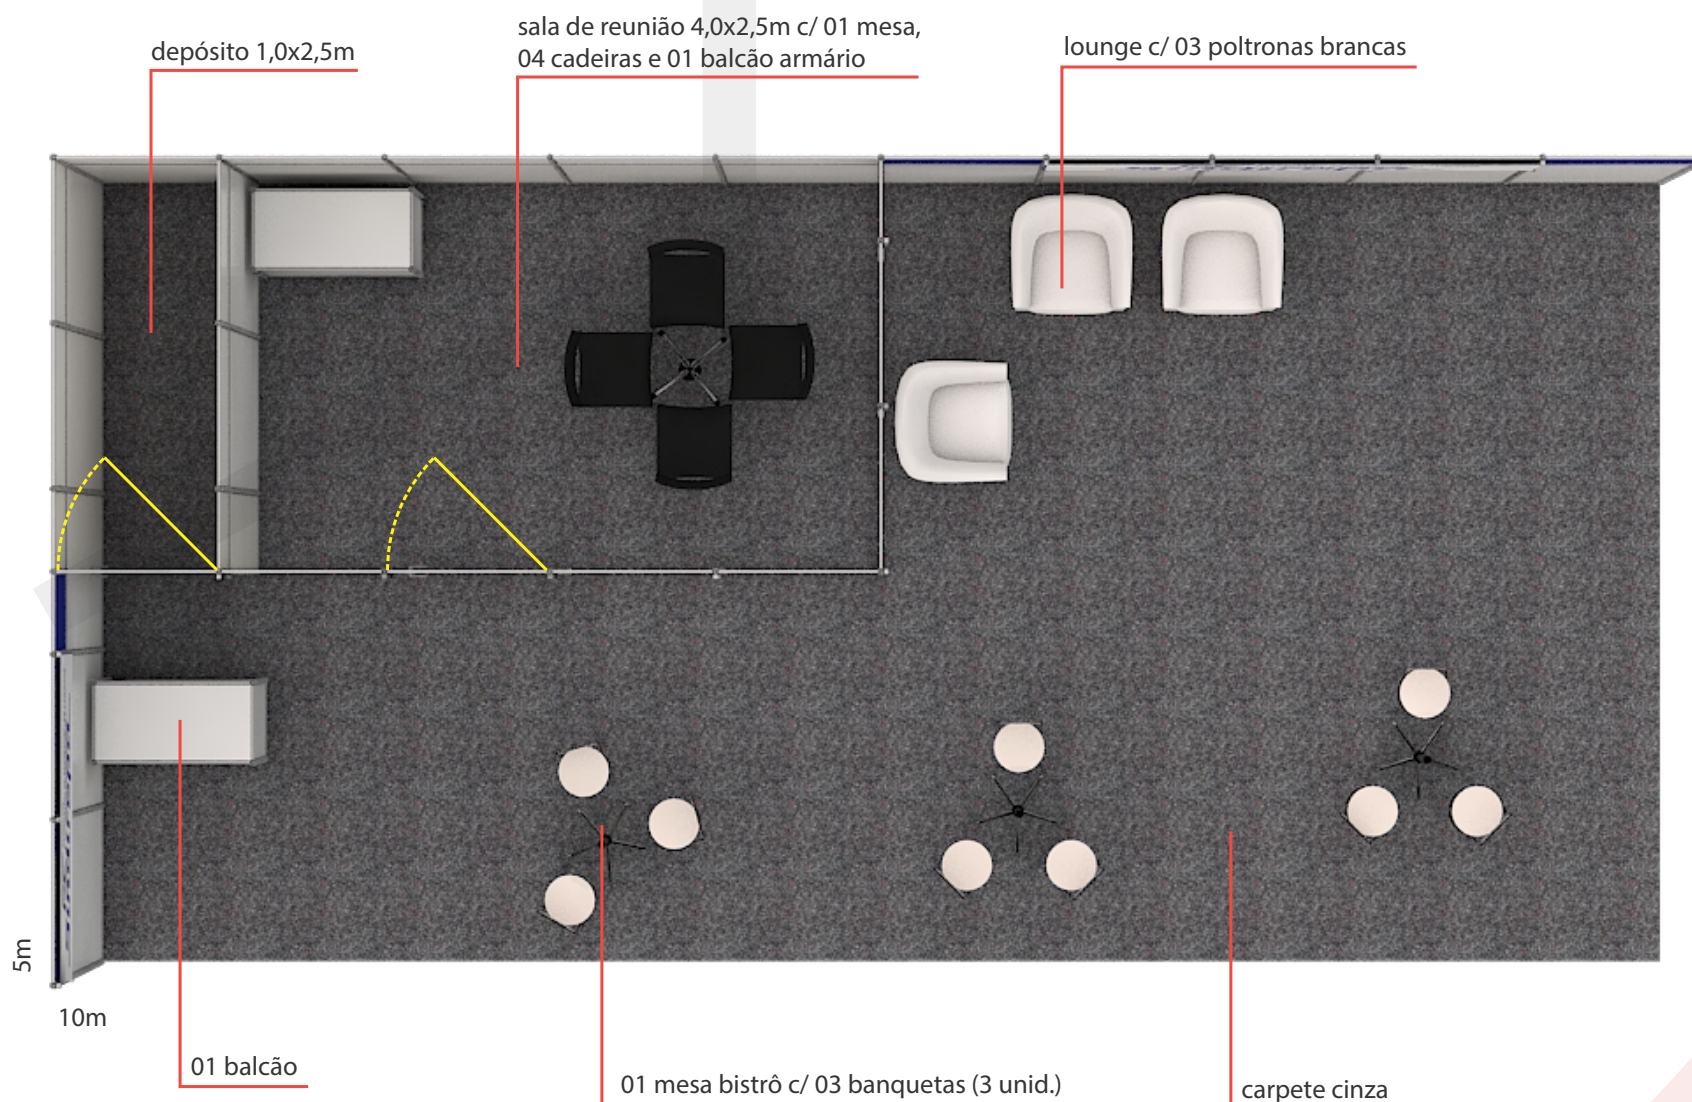 depósito 1,0x2,5m
sala de reunião 4,0x2,5m c/ 01 mesa,
04 cadeiras e 01 balcão armário
lounge c/ 03 poltronas brancas
5m
10m
01 balcão
01 mesa bistrô c/ 03 banquetas (3 unid.)
carpete cinza